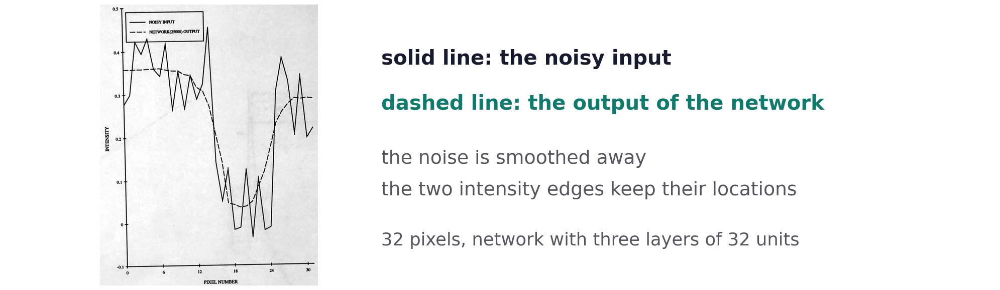 0.5
NOISY INPUT
NETWORK(25000) OUTPUT
0.4
0.3
0.2
0.1
0
-0.1
INTENSITY
0
6
12
18
24
30
PIXEL NUMBER
solid line: the noisy input
dashed line: the output of the network
the noise is smoothed away
the two intensity edges keep their locations
32 pixels, network with three layers of 32 units